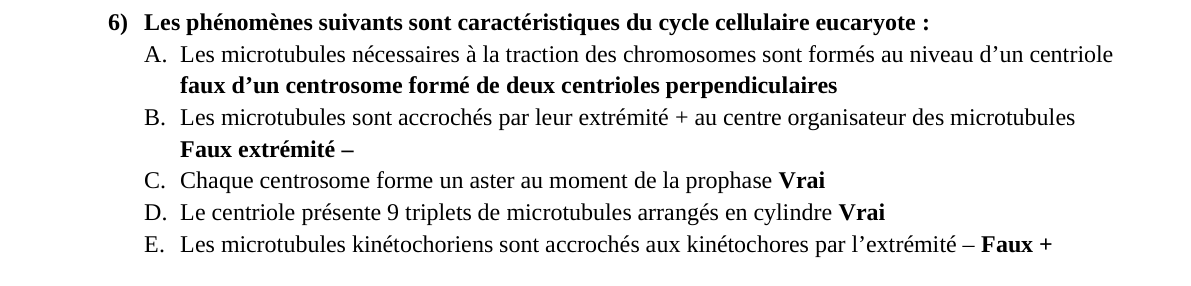 6) Les phénomènes suivants sont caractéristiques du cycle cellulaire eucaryote :
A. Les microtubules nécessaires à la traction des chromosomes sont formés au niveau d’un centriole
faux d’un centrosome formé de deux centrioles perpendiculaires
B. Les microtubules sont accrochés par leur extrémité + au centre organisateur des microtubules
Faux extrémité –
C. Chaque centrosome forme un aster au moment de la prophase Vrai
D. Le centriole présente 9 triplets de microtubules arrangés en cylindre Vrai
E. Les microtubules kinétochoriens sont accrochés aux kinétochores par l’extrémité – Faux +